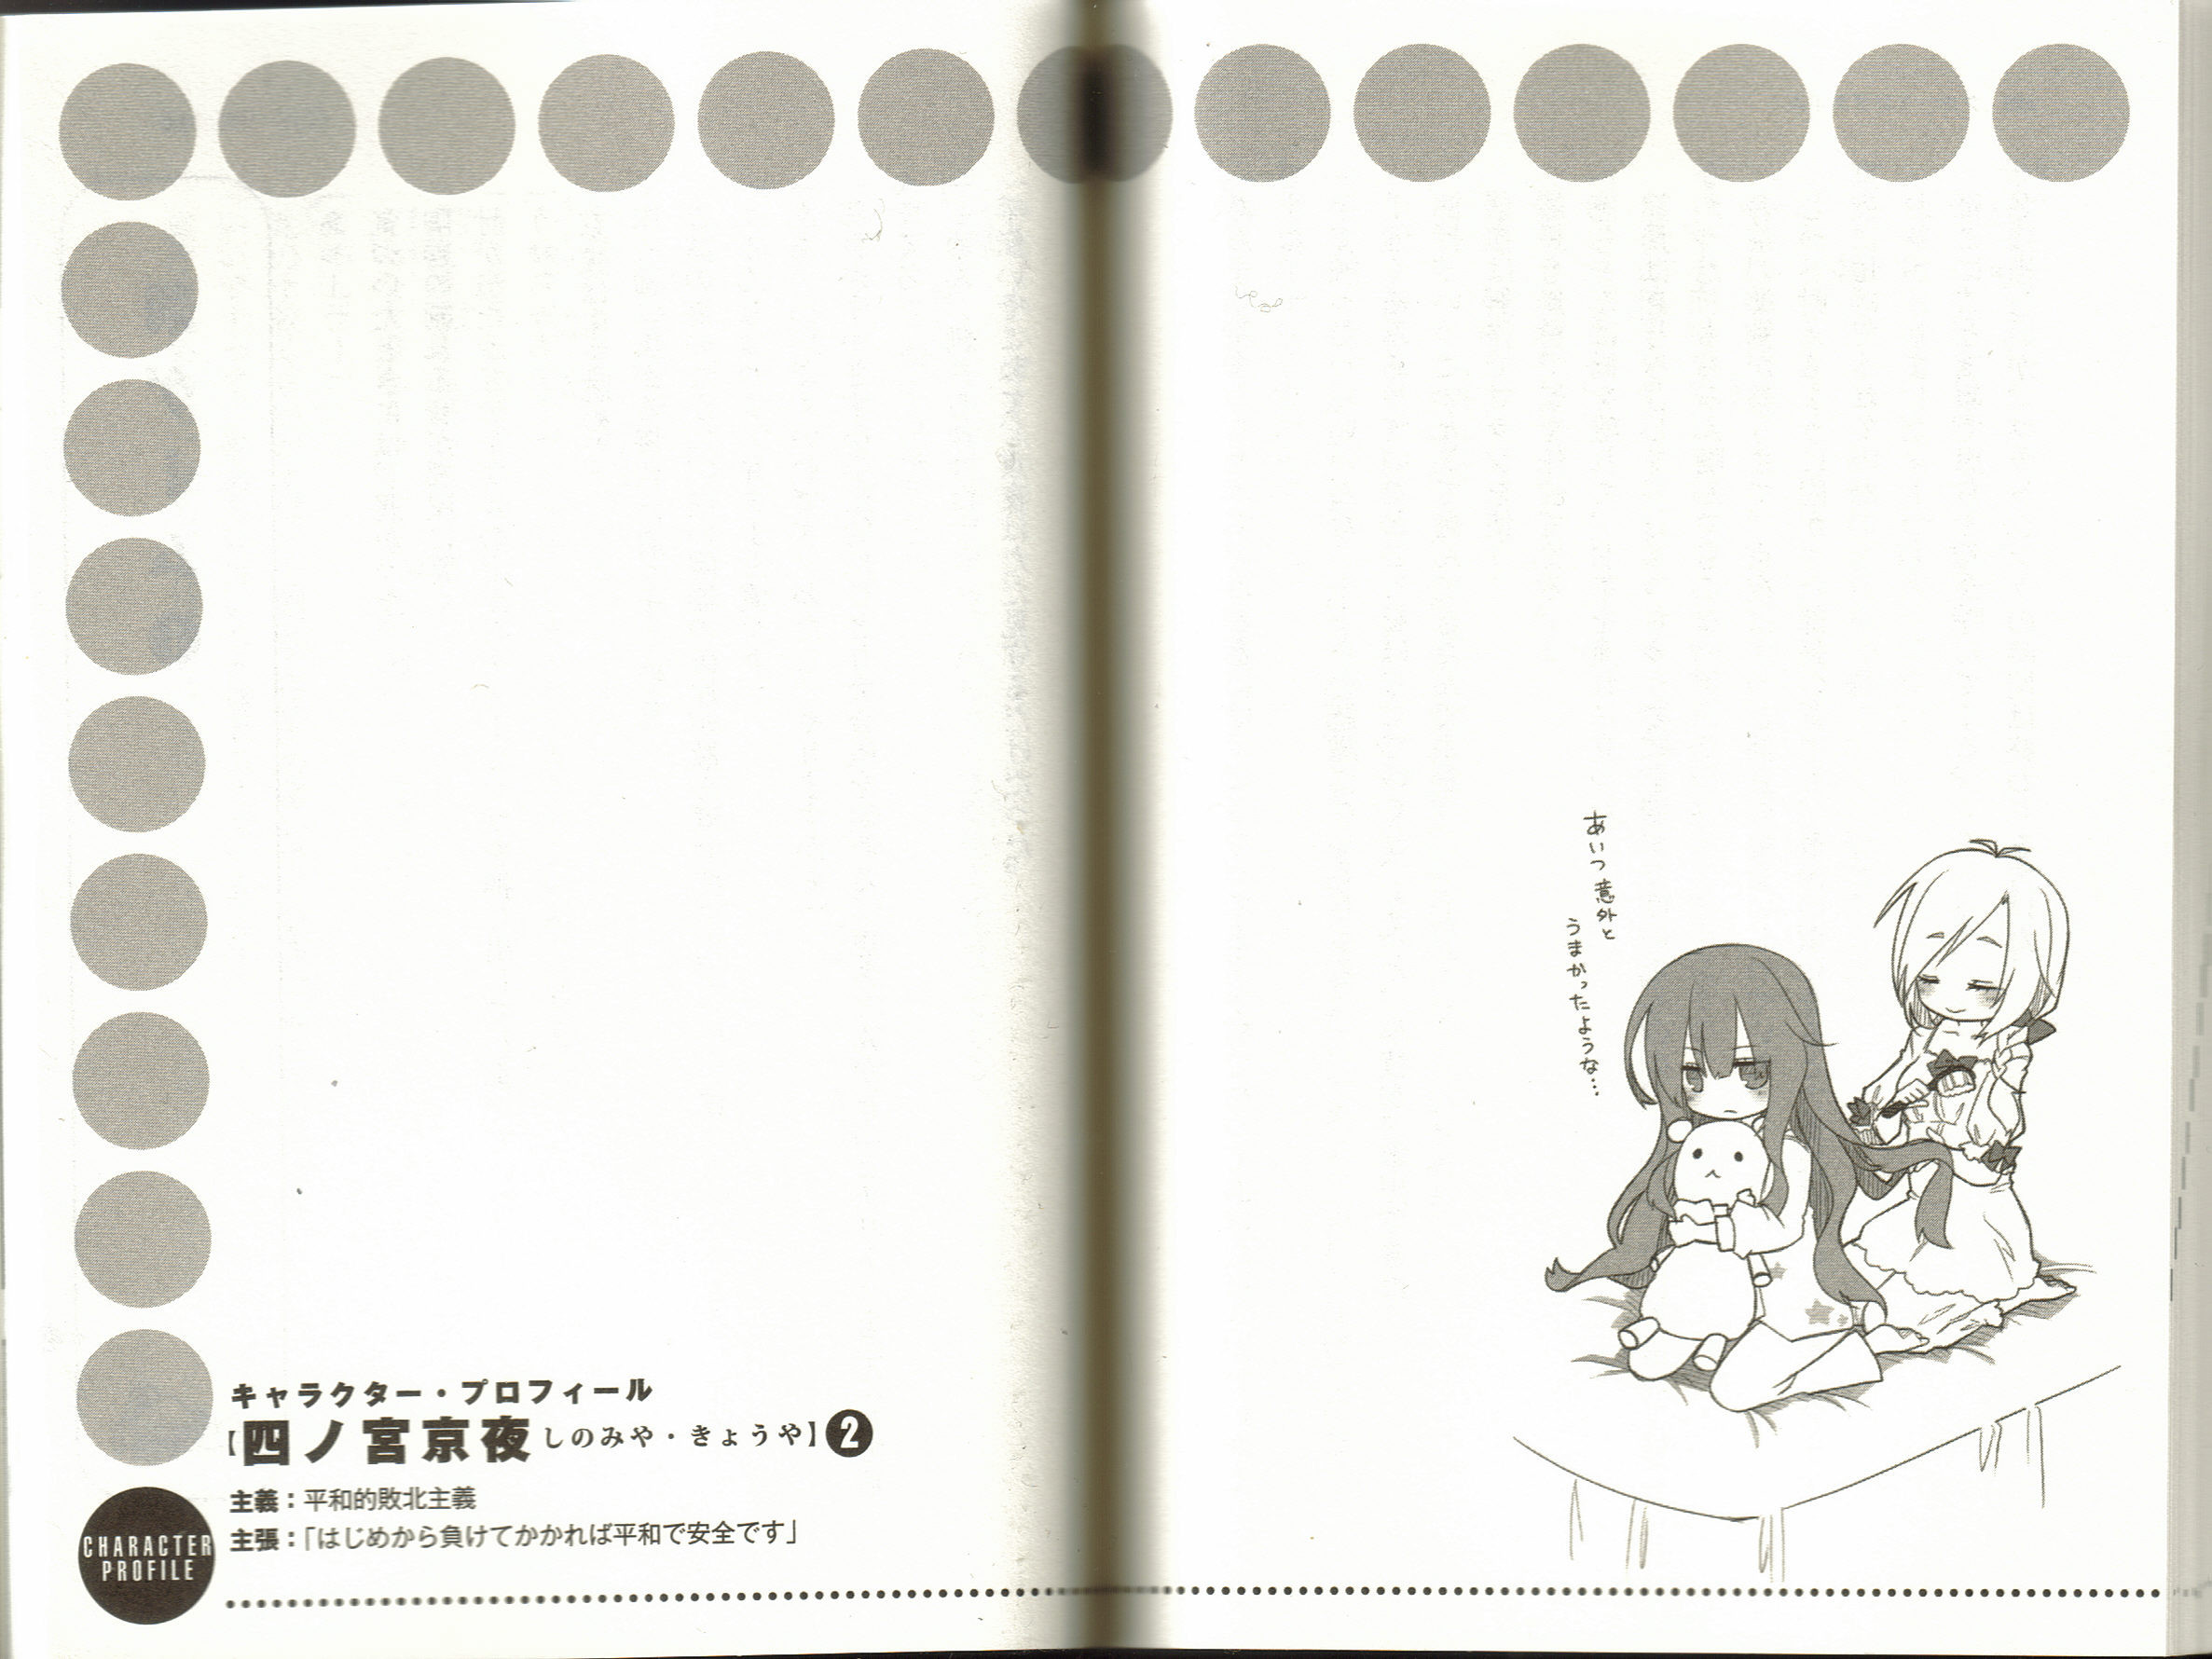 あいつ意外と
うまかったような…
キャラクター・プロフィール
【四ノ宮京夜 しのみや・きょうや】❷
主義：平和的敗北主義
主張：「はじめから負けてかかれば平和で安全です」
CHARACTER
PROFILE